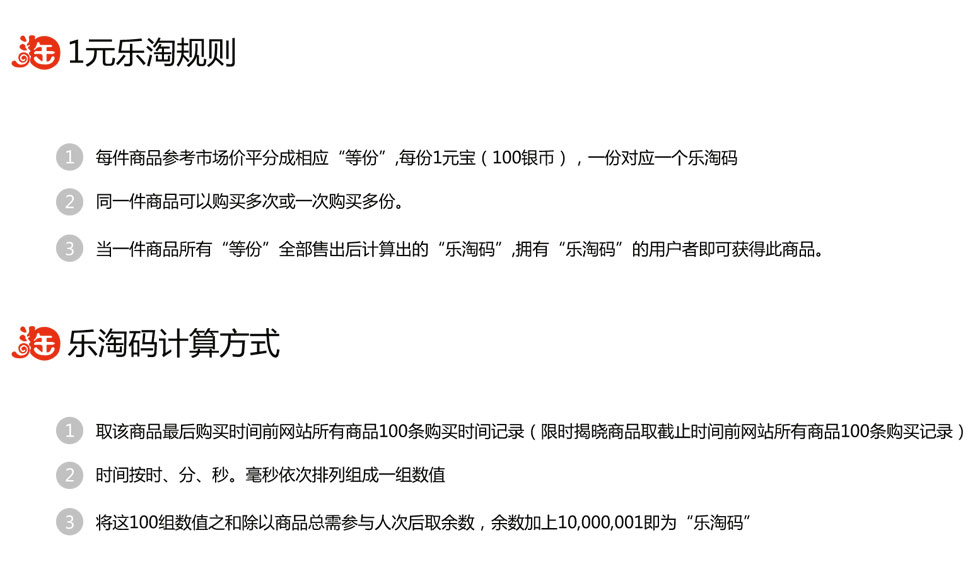 淘 1元乐淘规则
1 每件商品参考市场价平分成相应“等份”,每份1元宝（100银币），一份对应一个乐淘码
2 同一件商品可以购买多次或一次购买多份。
3 当一件商品所有“等份”全部售出后计算出的“乐淘码”,拥有“乐淘码”的用户者即可获得此商品。
淘 乐淘码计算方式
1 取该商品最后购买时间前网站所有商品100条购买时间记录（限时揭晓商品取截止时间前网站所有商品100条购买记录）
2 时间按时、分、秒。毫秒依次排列组成一组数值
3 将这100组数值之和除以商品总需参与人次后取余数，余数加上10,000,001即为“乐淘码”